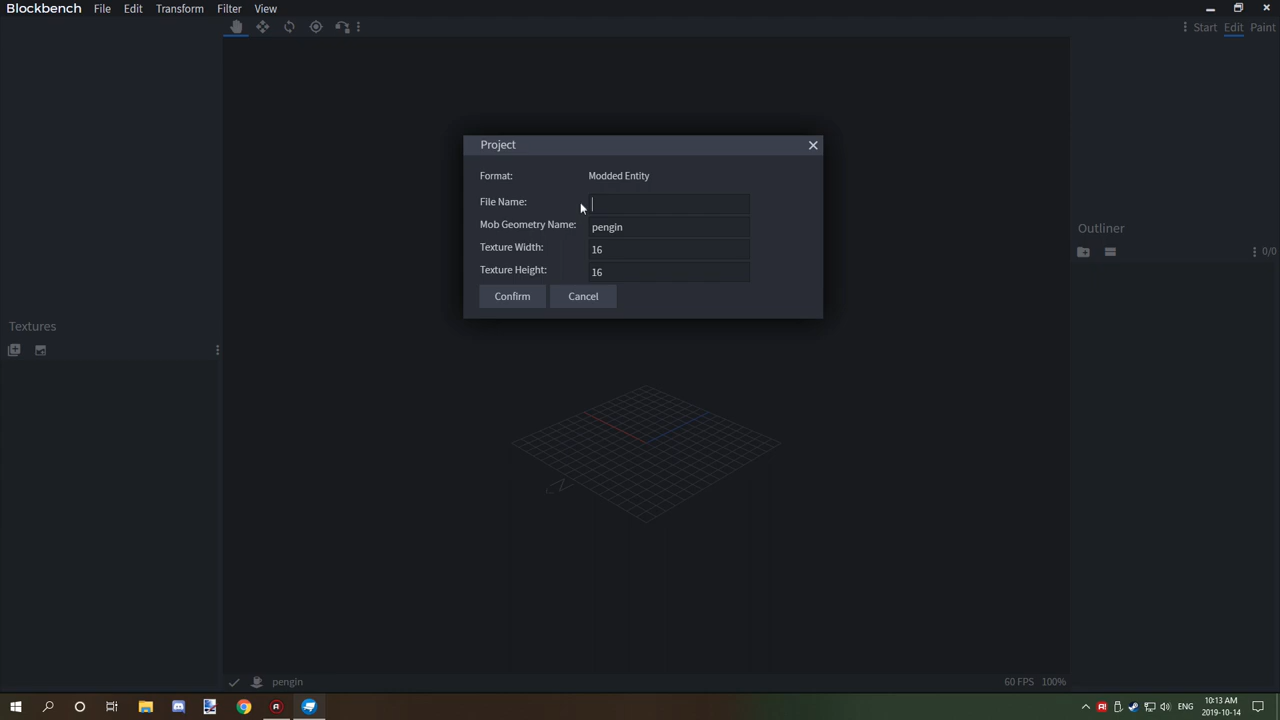 Blockbench File Edit Transform Filter View
Start Edit Paint
Project
Format: Modded Entity
File Name:
Mob Geometry Name: pengin
Texture Width: 16
Texture Height: 16
Confirm Cancel
Outliner
0/0
Textures
pengin
60 FPS 100%
ENG
10:13 AM
2019-10-14